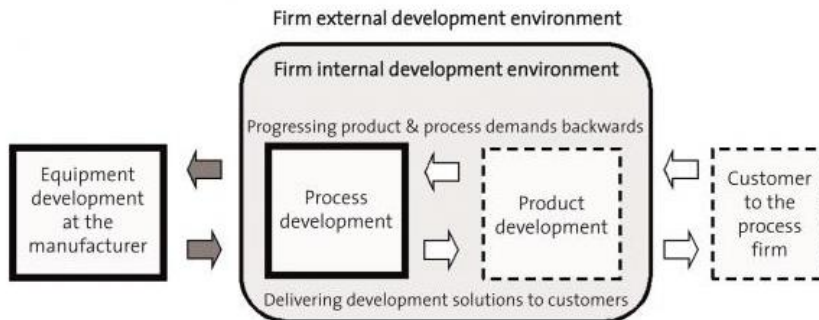 Firm external development environment
Firm internal development environment
Progressing product & process demands backwards
Equipment
development
at the
manufacturer
Process
development
Product
development
Customer
to the
process
firm
Delivering development solutions to customers